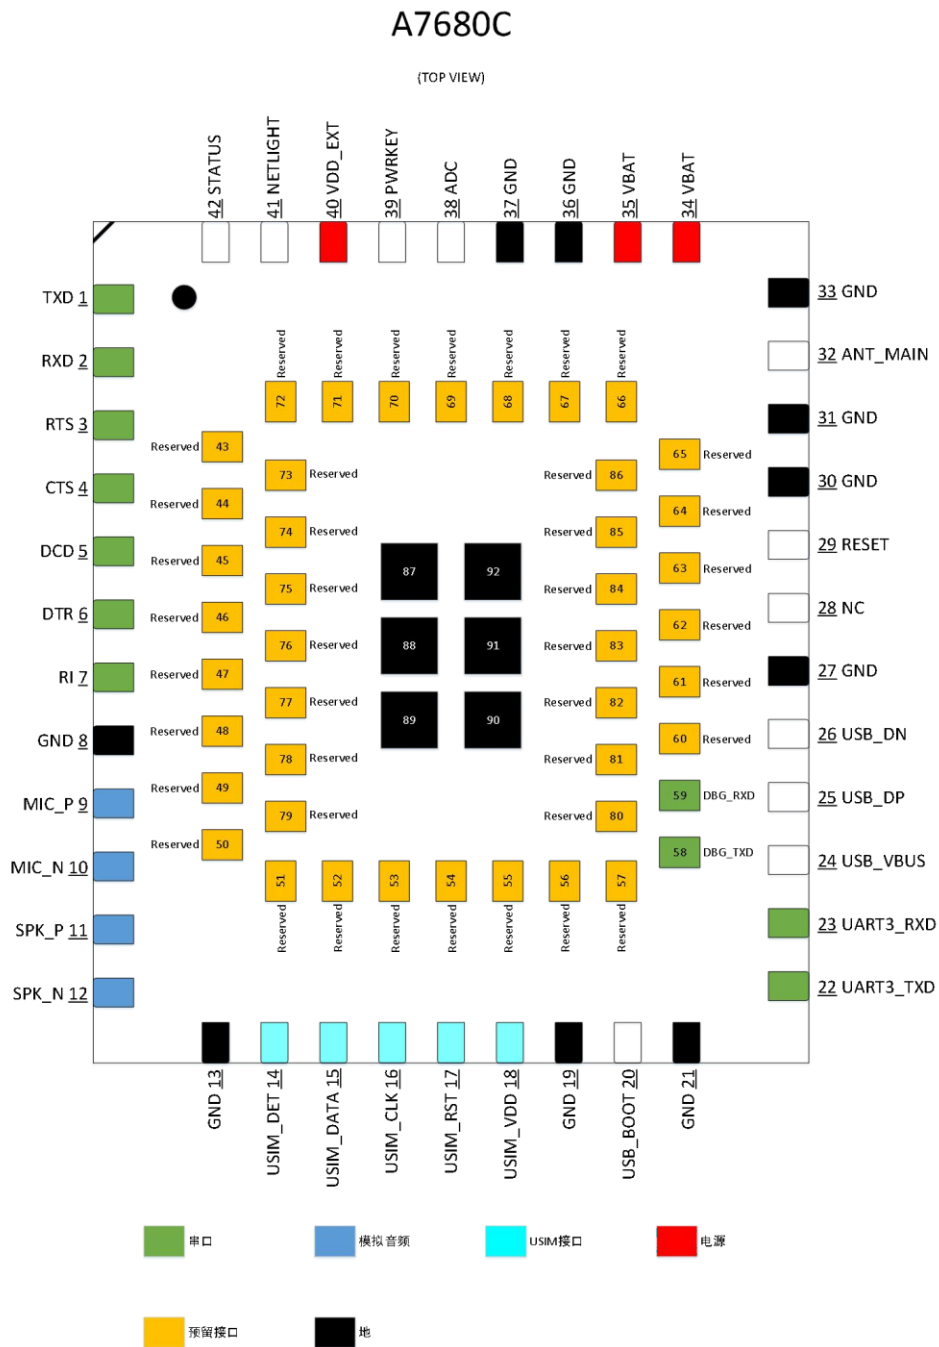 A7680C
(TOP VIEW)
42 STATUS
41 NETLIGHT
40 VDD_EXT
39 PWRKEY
38 ADC
37 GND
36 GND
35 VBAT
34 VBAT
TXD 1
RXD 2
RTS 3
CTS 4
DCD 5
DTR 6
RI 7
GND 8
MIC_P 9
MIC_N 10
SPK_P 11
SPK_N 12
33 GND
32 ANT_MAIN
31 GND
30 GND
29 RESET
28 NC
27 GND
26 USB_DN
25 USB_DP
24 USB_VBUS
23 UART3_RXD
22 UART3_TXD
Reserved 72
Reserved 71
Reserved 70
Reserved 69
Reserved 68
Reserved 67
Reserved 66
Reserved 43
Reserved 44
Reserved 45
Reserved 46
Reserved 47
Reserved 48
Reserved 49
Reserved 50
73 Reserved
74 Reserved
75 Reserved
76 Reserved
77 Reserved
78 Reserved
79 Reserved
87
92
88
91
89
90
Reserved 86
Reserved 85
Reserved 84
Reserved 83
Reserved 82
Reserved 81
Reserved 80
65 Reserved
64 Reserved
63 Reserved
62 Reserved
61 Reserved
60 Reserved
59 DBG_RXD
58 DBG_TXD
Reserved 51
Reserved 52
Reserved 53
Reserved 54
Reserved 55
Reserved 56
Reserved 57
GND 13
USIM_DET 14
USIM_DATA 15
USIM_CLK 16
USIM_RST 17
USIM_VDD 18
GND 19
USB_BOOT 20
GND 21
串口
模拟音频
USIM接口
电源
预留接口
地